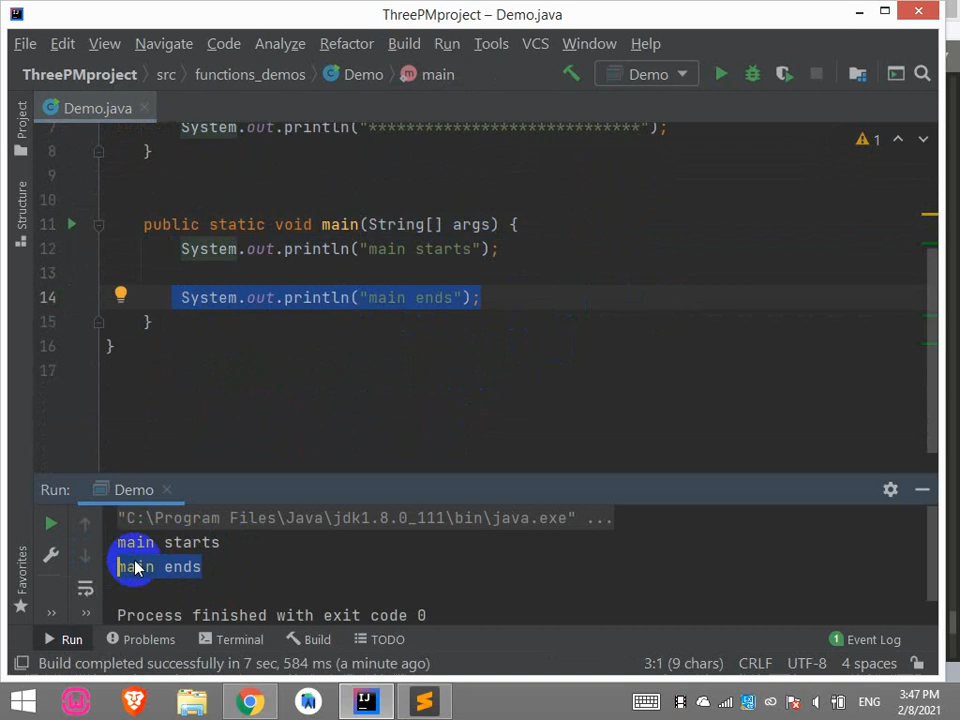 ThreePMproject – Demo.java
File Edit View Navigate Code Analyze Refactor Build Run Tools VCS Window Help
ThreePMproject src functions_demos Demo main Demo
Project
Demo.java
7 System.out.println("*****************************");
1
8 }
9
10
11 public static void main(String[] args) {
12 System.out.println("main starts");
13
14 System.out.println("main ends");
15 }
16 }
17
Structure
Favorites
Run: Demo
"C:\Program Files\Java\jdk1.8.0_111\bin\java.exe" ...
main starts
main ends
Process finished with exit code 0
Run Problems Terminal Build TODO 1 Event Log
Build completed successfully in 7 sec, 584 ms (a minute ago) 3:1 (9 chars) CRLF UTF-8 4 spaces
ENG
3:47 PM
2/8/2021